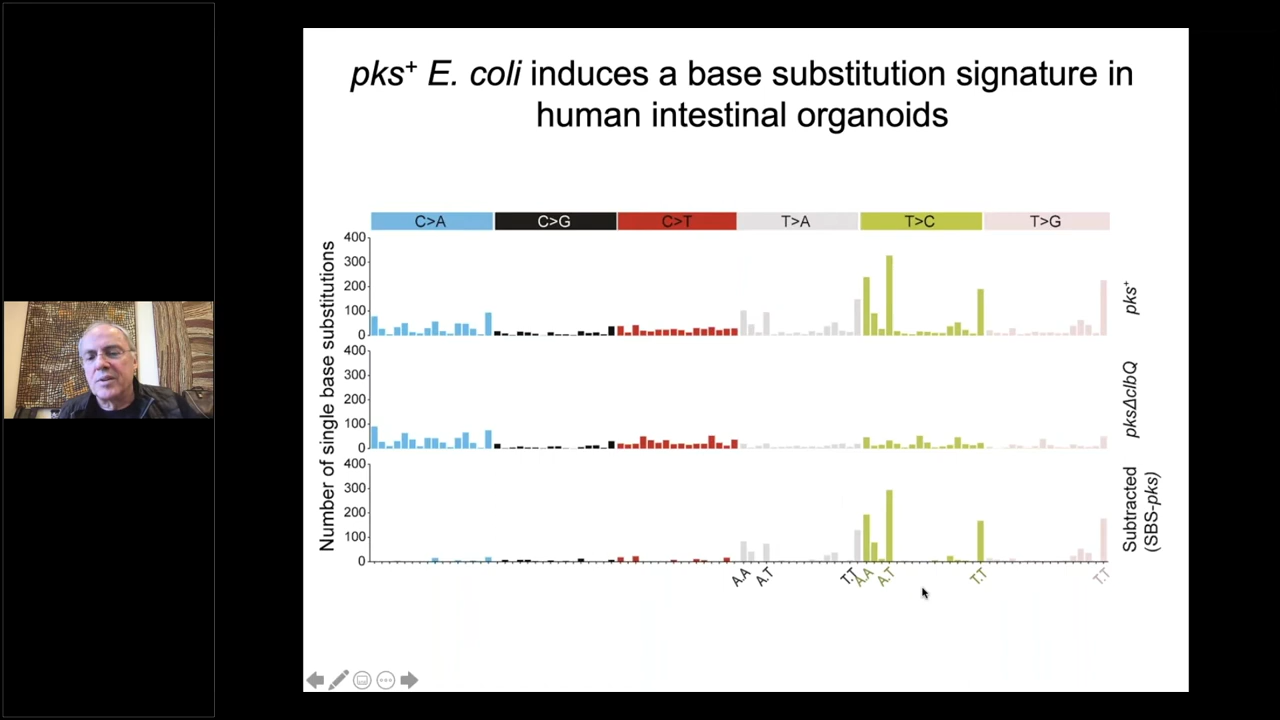 pks+ E. coli induces a base substitution signature in
human intestinal organoids
C>A C>G C>T T>A T>C T>G
Number of single base substitutions
400
300
200
100
0
pks+
400
300
200
100
0
pksΔclbQ
400
300
200
100
0
Subtracted
(SBS-pks)
A.A A.T T.T A.A A.T T.T T.T